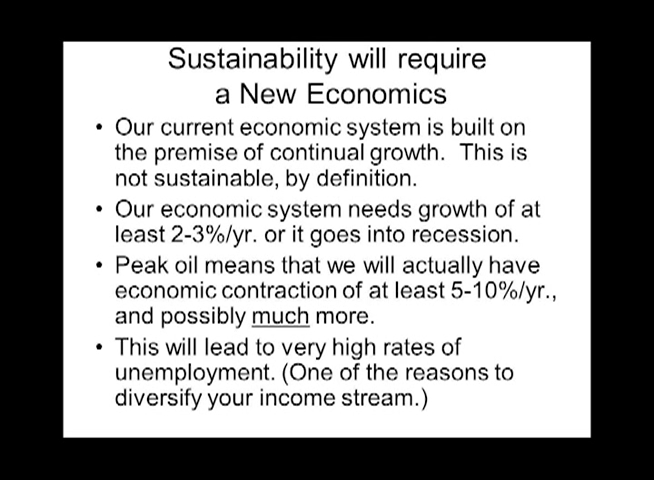 Sustainability will require
a New Economics
• Our current economic system is built on
the premise of continual growth. This is
not sustainable, by definition.
• Our economic system needs growth of at
least 2-3%/yr. or it goes into recession.
• Peak oil means that we will actually have
economic contraction of at least 5-10%/yr.,
and possibly much more.
• This will lead to very high rates of
unemployment. (One of the reasons to
diversify your income stream.)